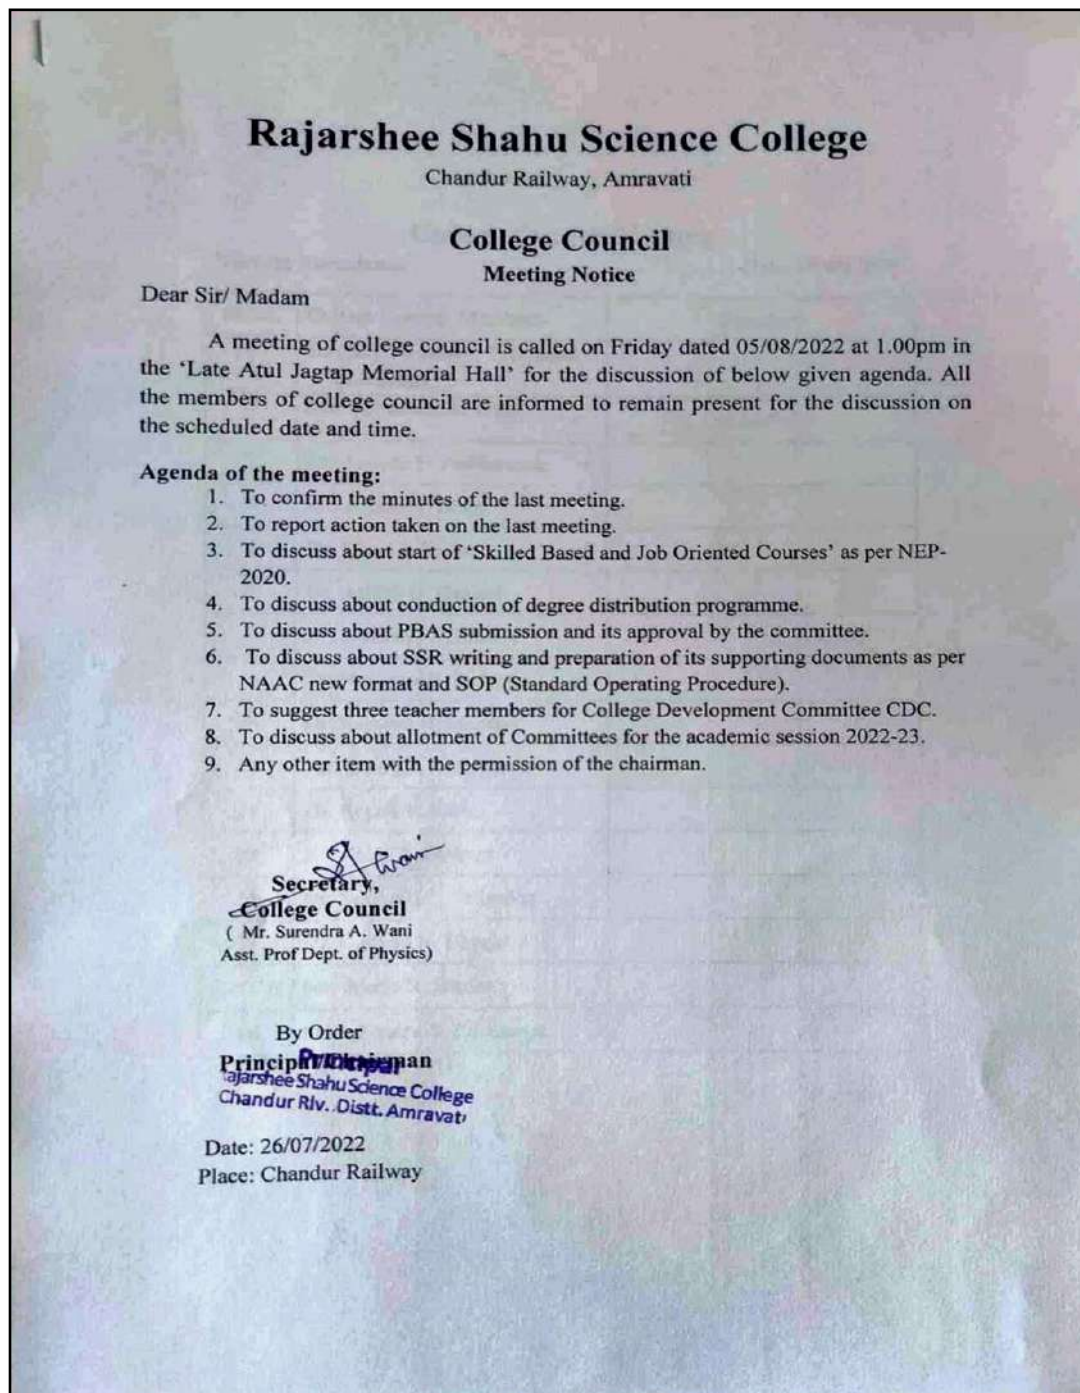 Rajarshee Shahu Science College
Chandur Railway, Amravati
College Council
Meeting Notice
Dear Sir/ Madam
A meeting of college council is called on Friday dated 05/08/2022 at 1.00pm in
the ‘Late Atul Jagtap Memorial Hall’ for the discussion of below given agenda. All
the members of college council are informed to remain present for the discussion on
the scheduled date and time.
Agenda of the meeting:
1. To confirm the minutes of the last meeting.
2. To report action taken on the last meeting.
3. To discuss about start of ‘Skilled Based and Job Oriented Courses’ as per NEP-
2020.
4. To discuss about conduction of degree distribution programme.
5. To discuss about PBAS submission and its approval by the committee.
6. To discuss about SSR writing and preparation of its supporting documents as per
NAAC new format and SOP (Standard Operating Procedure).
7. To suggest three teacher members for College Development Committee CDC.
8. To discuss about allotment of Committees for the academic session 2022-23.
9. Any other item with the permission of the chairman.
Secretary,
College Council
( Mr. Surendra A. Wani
Asst. Prof Dept. of Physics)
By Order
Principal
Shahu Science College
Chandur Rlv. Distt. Amravati
Date: 26/07/2022
Place: Chandur Railway